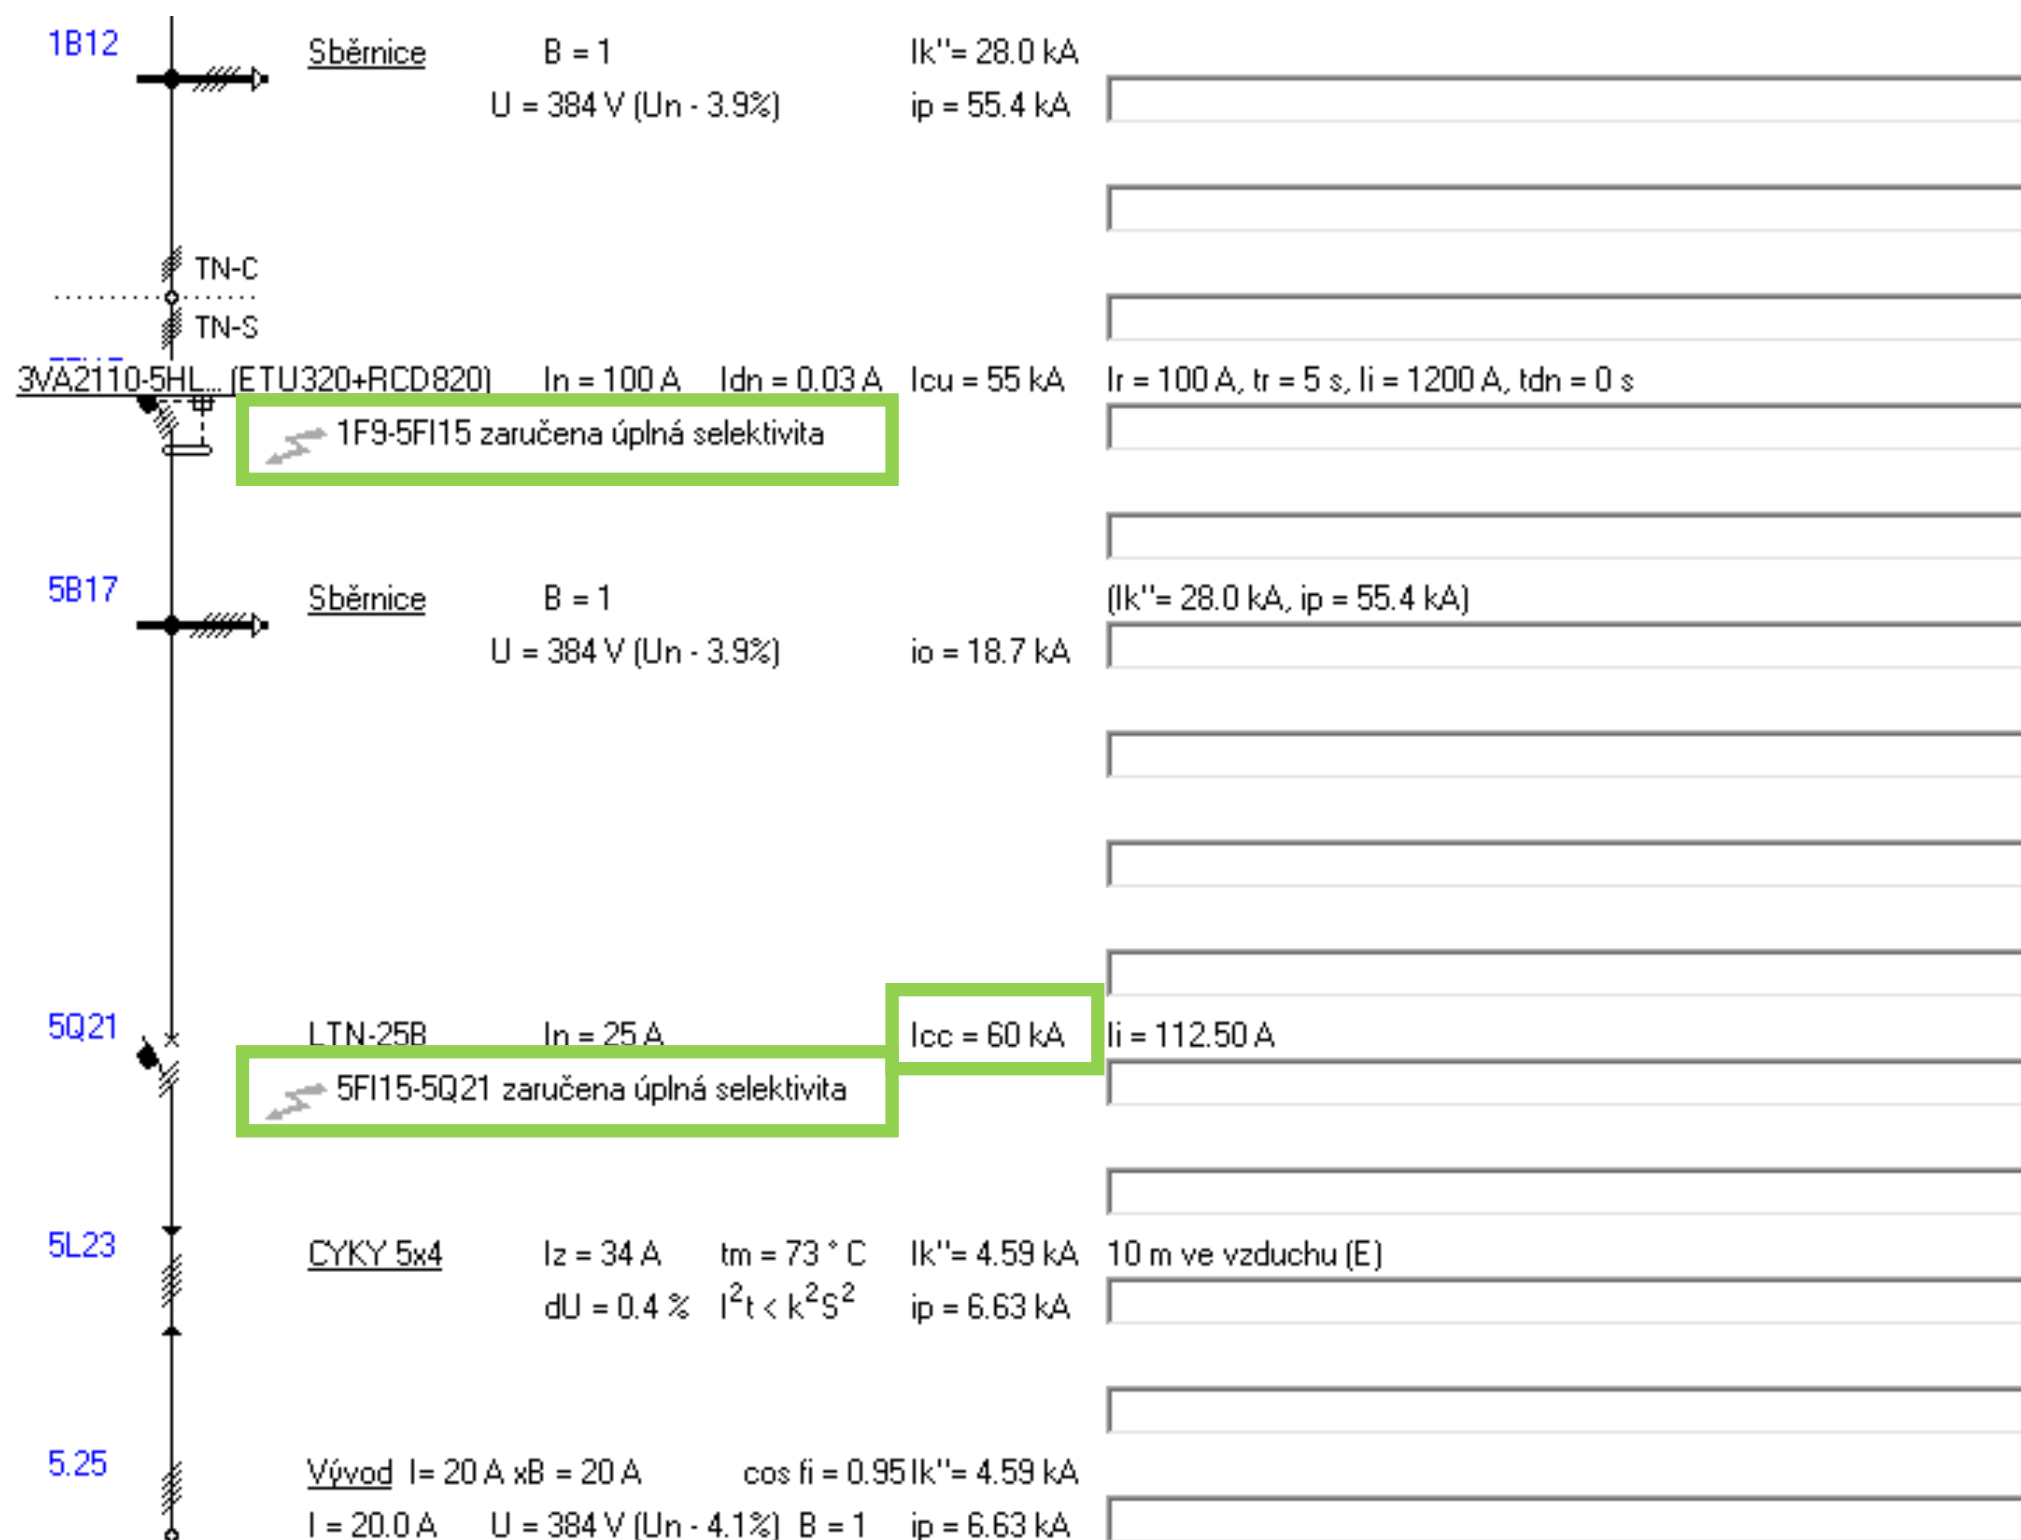 1B12 Sběrnice B = 1 Ik''= 28.0 kA
U = 384 V (Un - 3.9%) ip = 55.4 kA
TN-C
TN-S
3VA2110-5HL... (ETU320+RCD820) In = 100 A Idn = 0.03 A Icu = 55 kA Ir = 100 A, tr = 5 s, Ii = 1200 A, tdn = 0 s
1F9-5FI15 zaručena úplná selektivita
5B17 Sběrnice B = 1 (Ik''= 28.0 kA, ip = 55.4 kA)
U = 384 V (Un - 3.9%) io = 18.7 kA
5Q21 LTN-25B In = 25 A Icc = 60 kA Ii = 112.50 A
5FI15-5Q21 zaručena úplná selektivita
5L23 CYKY 5x4 Iz = 34 A tm = 73 ° C Ik''= 4.59 kA 10 m ve vzduchu (E)
dU = 0.4 % I²t < k²S² ip = 6.63 kA
5.25 Vývod I= 20 A xB = 20 A cos fi = 0.95 Ik''= 4.59 kA
I = 20.0 A U = 384 V (Un - 4.1%) B = 1 ip = 6.63 kA